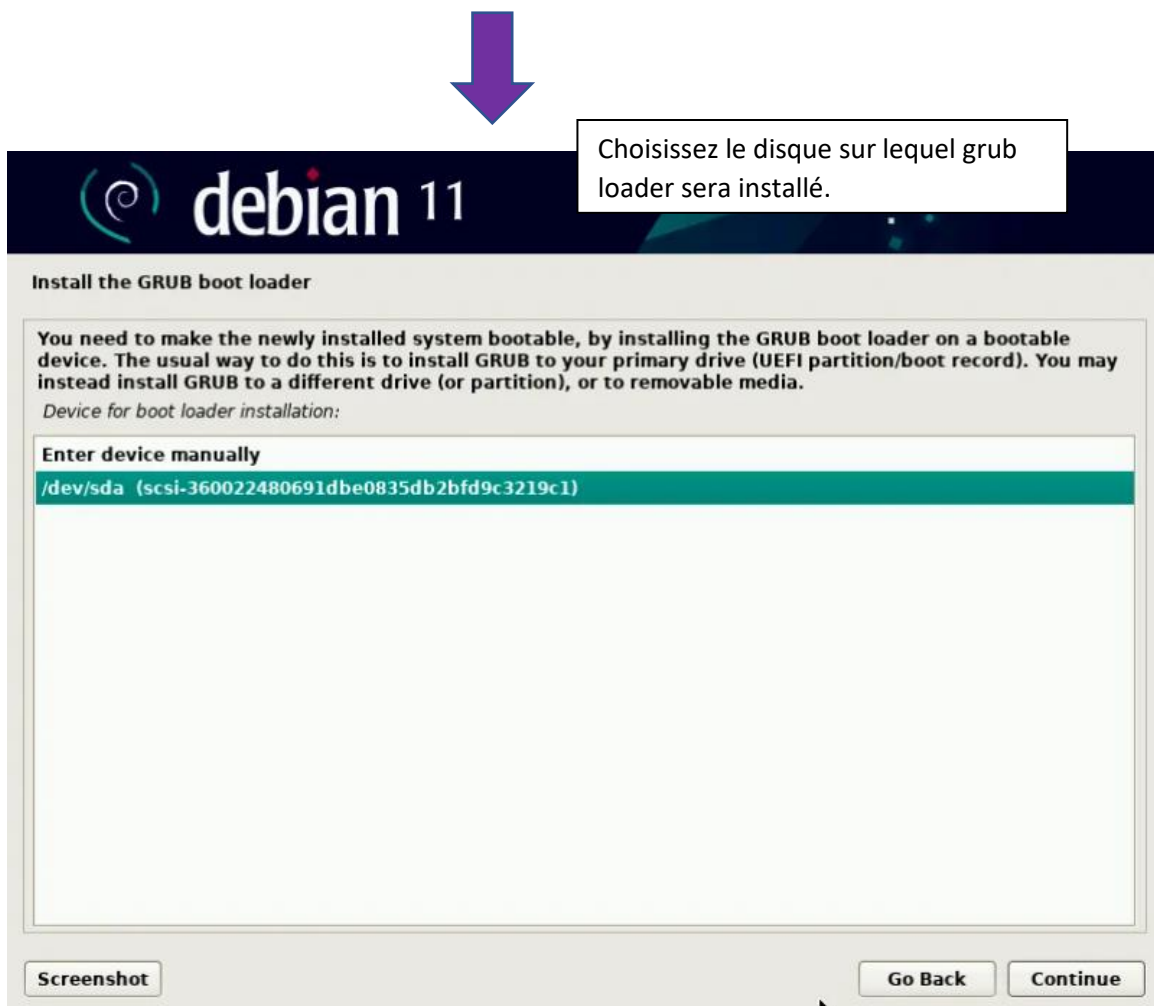 Choisissez le disque sur lequel grub
loader sera installé.
debian 11
Install the GRUB boot loader
You need to make the newly installed system bootable, by installing the GRUB boot loader on a bootable
device. The usual way to do this is to install GRUB to your primary drive (UEFI partition/boot record). You may
instead install GRUB to a different drive (or partition), or to removable media.
Device for boot loader installation:
Enter device manually
/dev/sda (scsi-360022480691dbe0835db2bfd9c3219c1)
Screenshot
Go Back
Continue